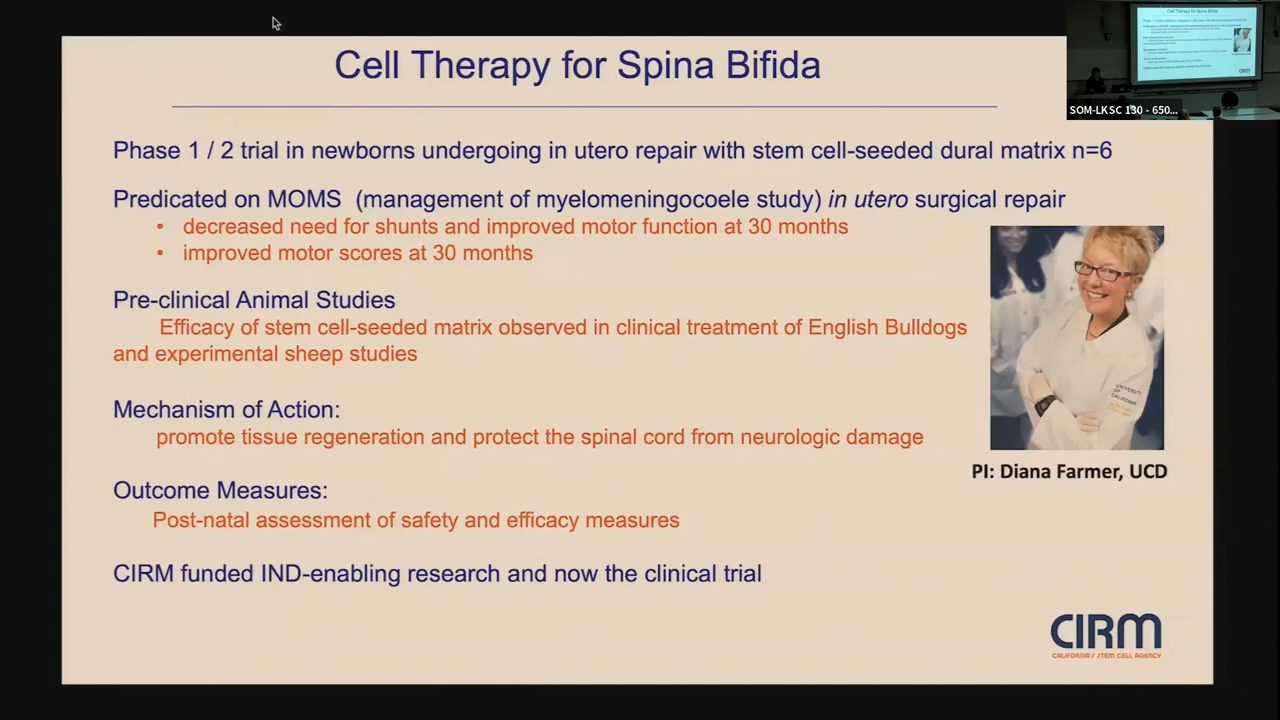 Cell Therapy for Spina Bifida
SOM-LKSC 130 - 650...
Phase 1 / 2 trial in newborns undergoing in utero repair with stem cell-seeded dural matrix n=6
Predicated on MOMS (management of myelomeningocoele study) in utero surgical repair
• decreased need for shunts and improved motor function at 30 months
• improved motor scores at 30 months
Pre-clinical Animal Studies
Efficacy of stem cell-seeded matrix observed in clinical treatment of English Bulldogs
and experimental sheep studies
Mechanism of Action:
promote tissue regeneration and protect the spinal cord from neurologic damage
UNIVERSITY
OF
CALIFORNIA
PI: Diana Farmer, UCD
Outcome Measures:
Post-natal assessment of safety and efficacy measures
CIRM funded IND-enabling research and now the clinical trial
CIRM
CALIFORNIA'S STEM CELL AGENCY